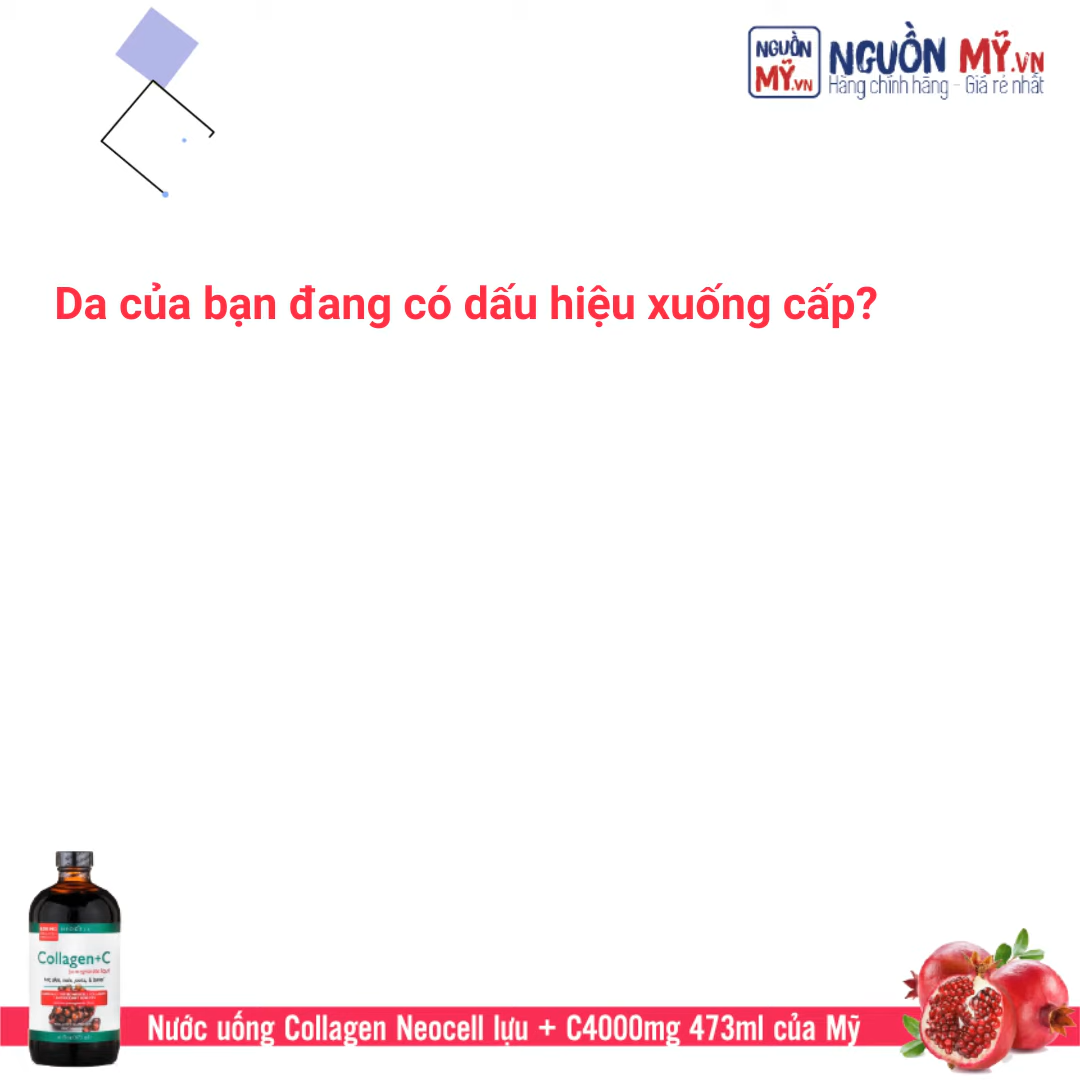 NGUỒN
MỸ.VN
NGUỒN MỸ.VN
Hàng chính hãng - Giá rẻ nhất
Da của bạn đang có dấu hiệu xuống cấp?
NEOCELL
Collagen+C
Nước uống Collagen Neocell lựu + C4000mg 473ml của Mỹ